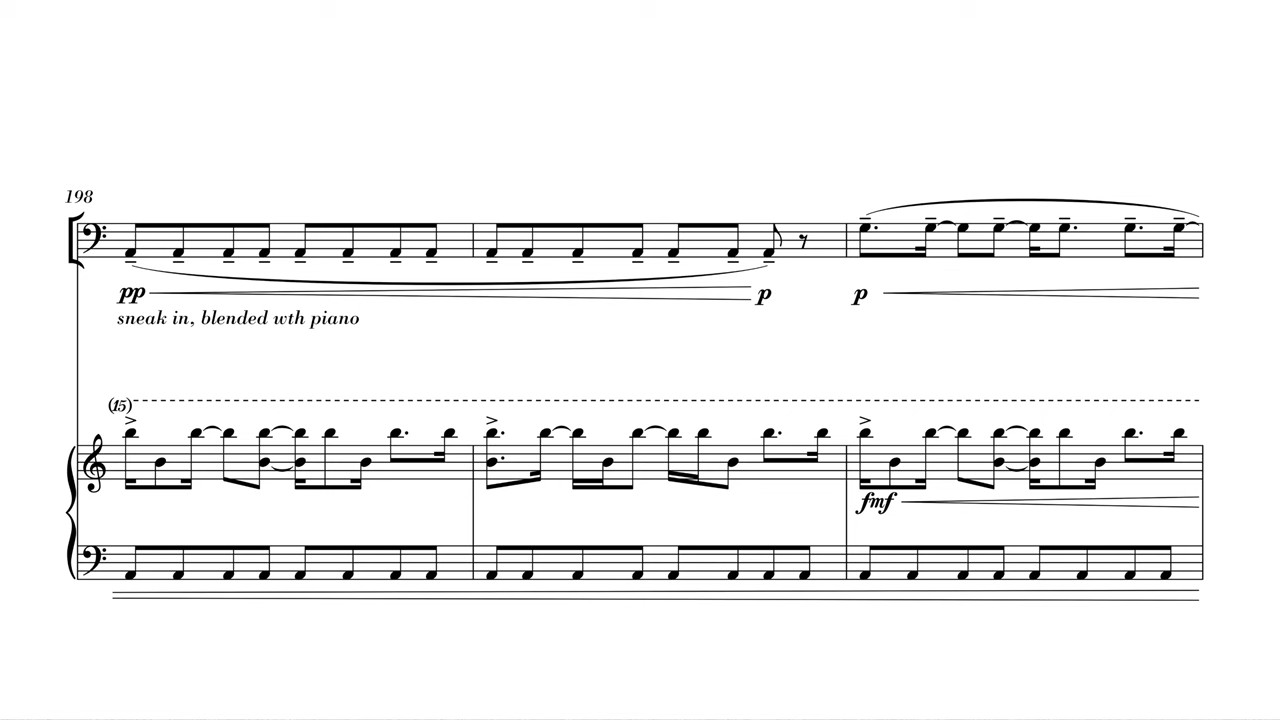 198
pp p p
sneak in, blended wth piano
(15)
fmf